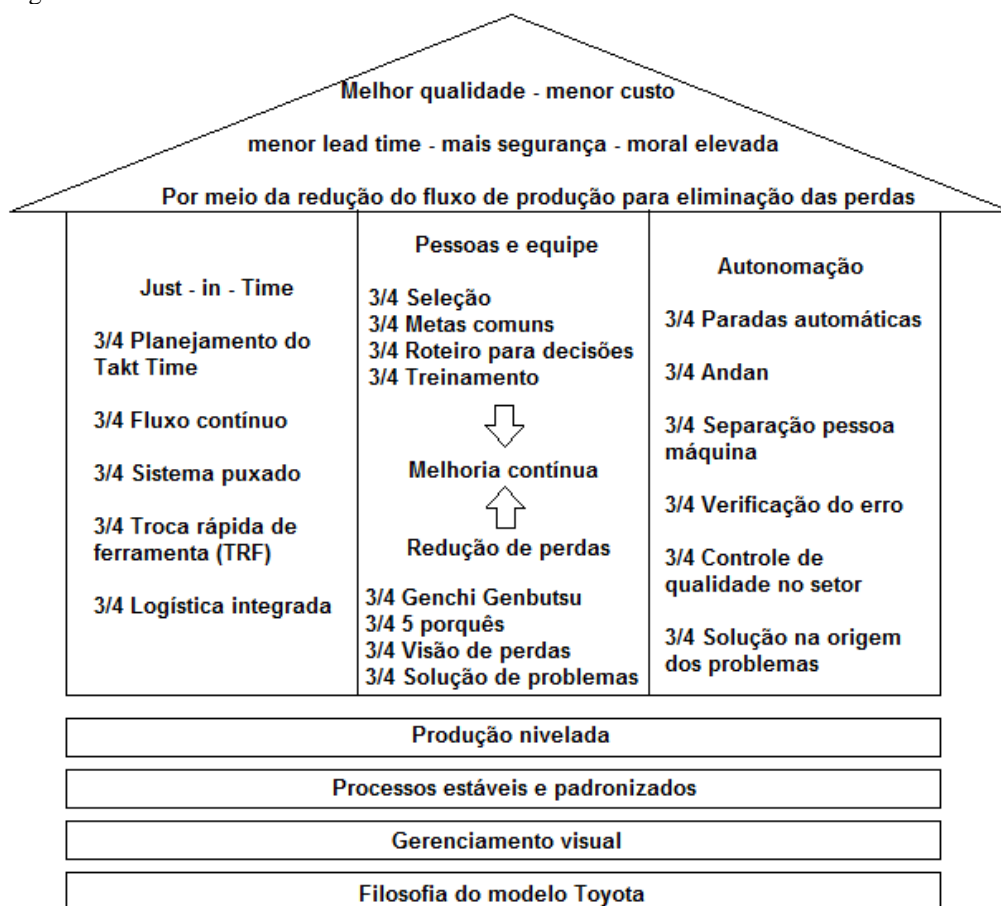 Melhor qualidade - menor custo
menor lead time - mais segurança - moral elevada
Por meio da redução do fluxo de produção para eliminação das perdas
Just - in - Time
3/4 Planejamento do
Takt Time
3/4 Fluxo contínuo
3/4 Sistema puxado
3/4 Troca rápida de
ferramenta (TRF)
3/4 Logística integrada
Pessoas e equipe
3/4 Seleção
3/4 Metas comuns
3/4 Roteiro para decisões
3/4 Treinamento
Melhoria contínua
Redução de perdas
3/4 Genchi Genbutsu
3/4 5 porquês
3/4 Visão de perdas
3/4 Solução de problemas
Autonomação
3/4 Paradas automáticas
3/4 Andan
3/4 Separação pessoa
máquina
3/4 Verificação do erro
3/4 Controle de
qualidade no setor
3/4 Solução na origem
dos problemas
Produção nivelada
Processos estáveis e padronizados
Gerenciamento visual
Filosofia do modelo Toyota